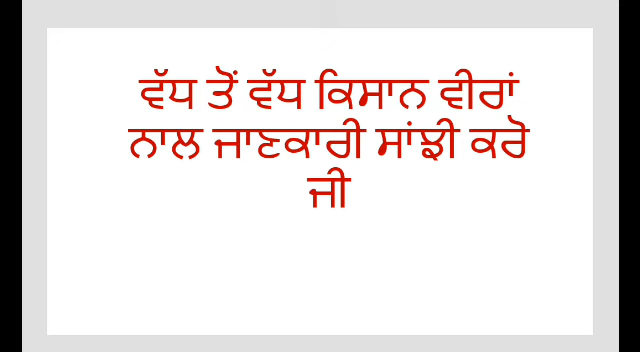 ਵੱਧ ਤੋਂ ਵੱਧ ਕਿਸਾਨ ਵੀਰਾਂ
ਨਾਲ ਜਾਣਕਾਰੀ ਸਾਂਝੀ ਕਰੋ
ਜੀ